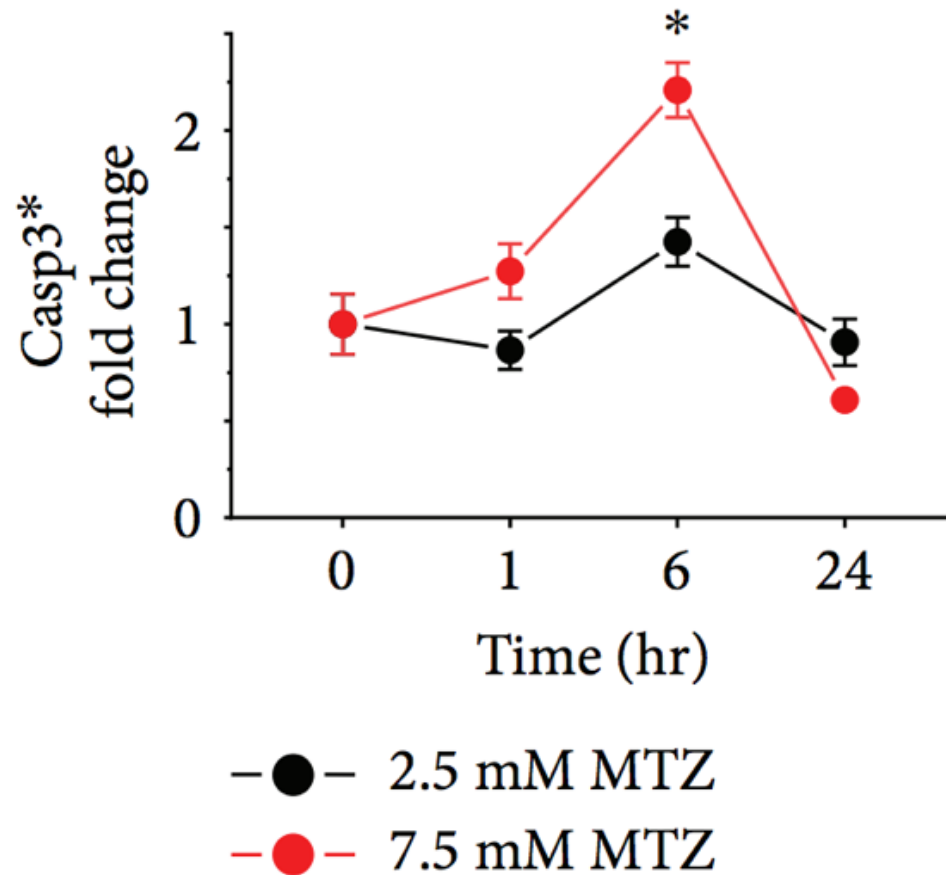 *
Casp3*
fold change
2
1
0
0 1 6 24
Time (hr)
2.5 mM MTZ
7.5 mM MTZ